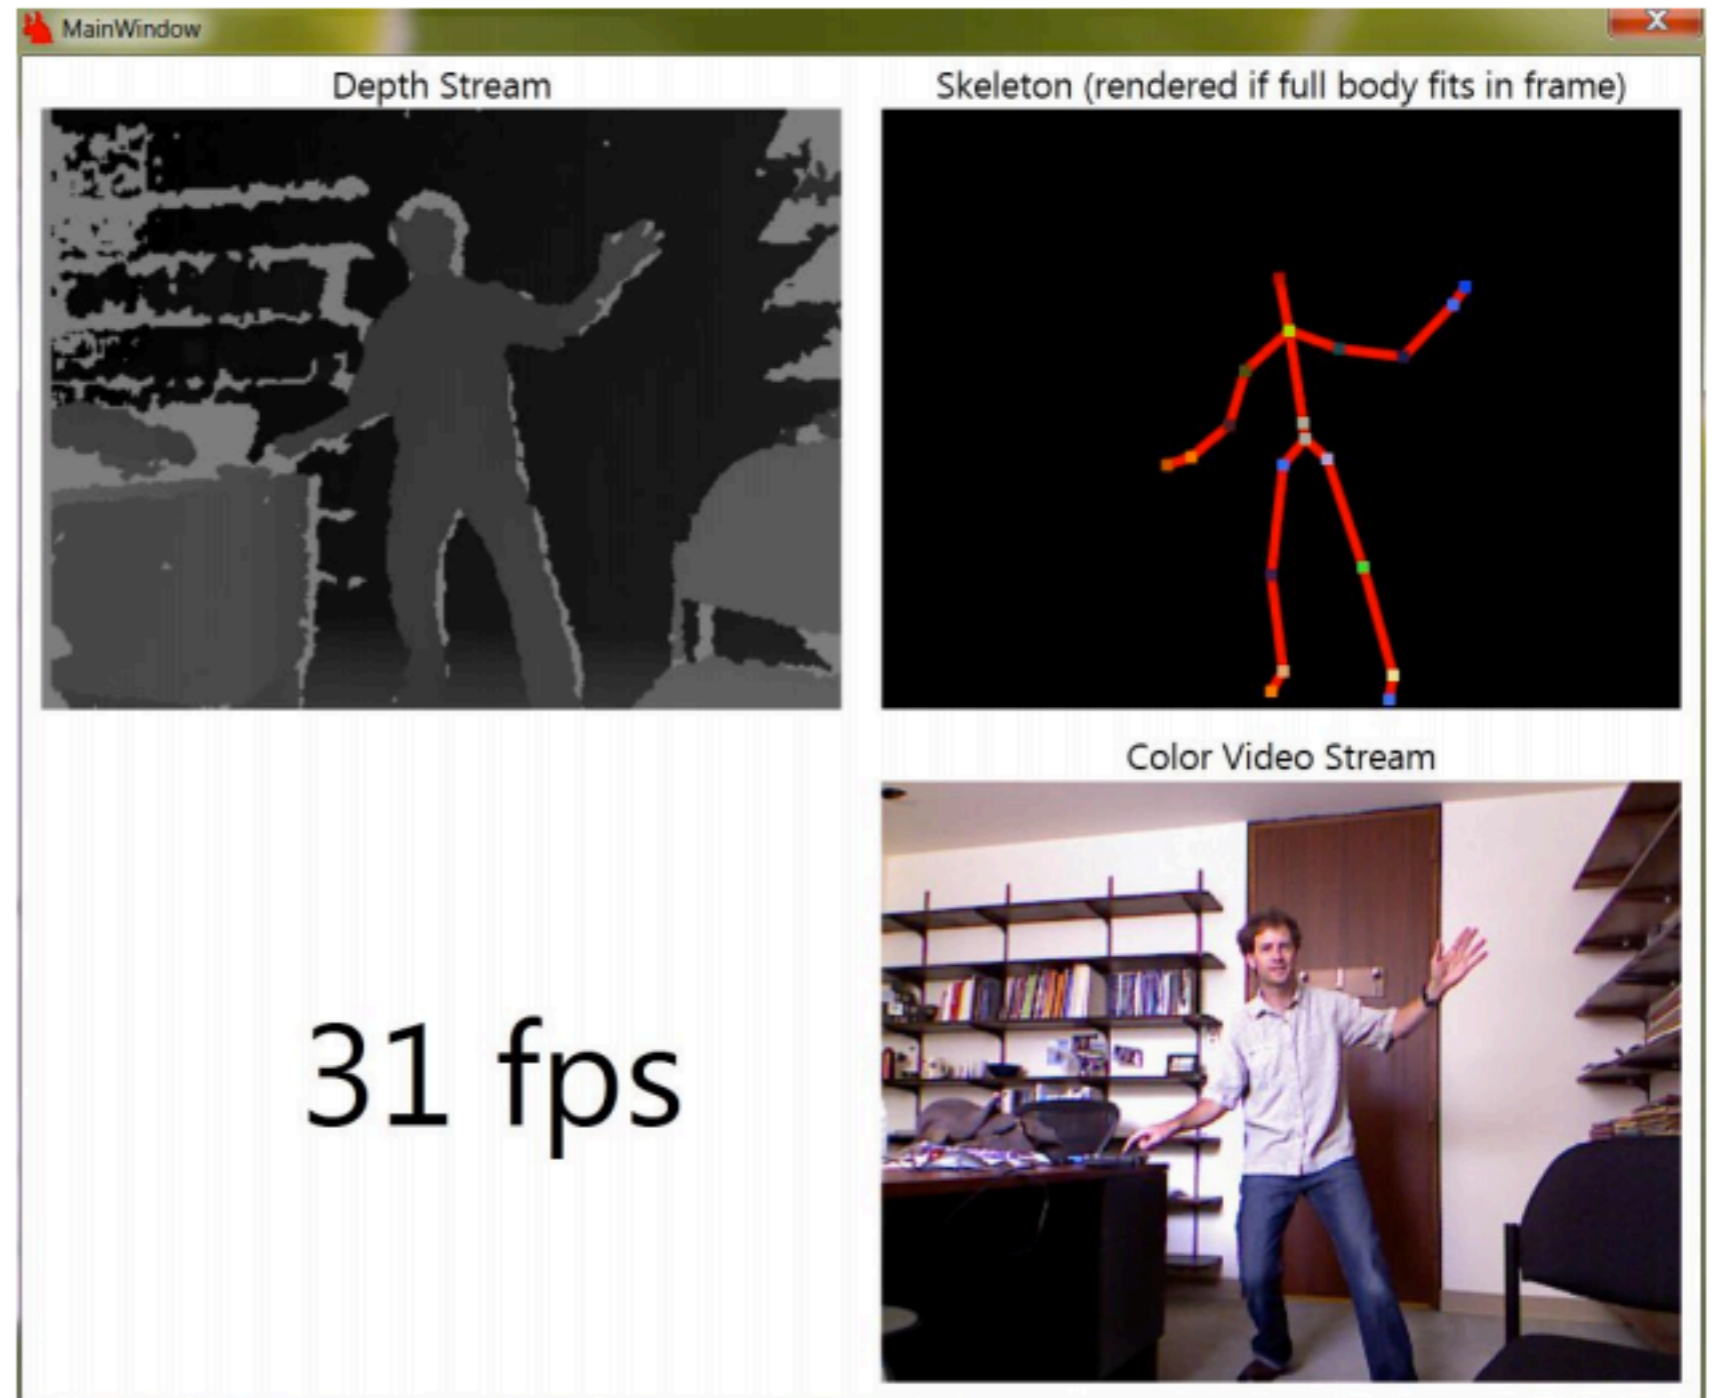 MainWindow
Depth Stream
Skeleton (rendered if full body fits in frame)
Color Video Stream
31 fps